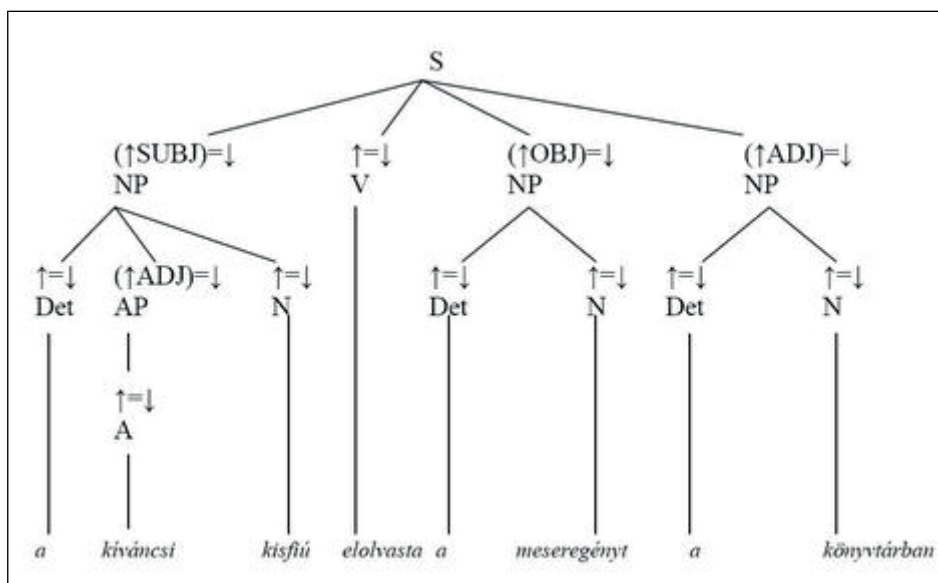 S
(↑SUBJ)=↓ ↑=↓ (↑OBJ)=↓ (↑ADJ)=↓
NP V NP NP
↑=↓ (↑ADJ)=↓ ↑=↓ ↑=↓ ↑=↓ ↑=↓ ↑=↓
Det AP N Det N Det N
↑=↓
A
a kíváncsi kisfiú elolvasta a meseregényt a könyvtárban